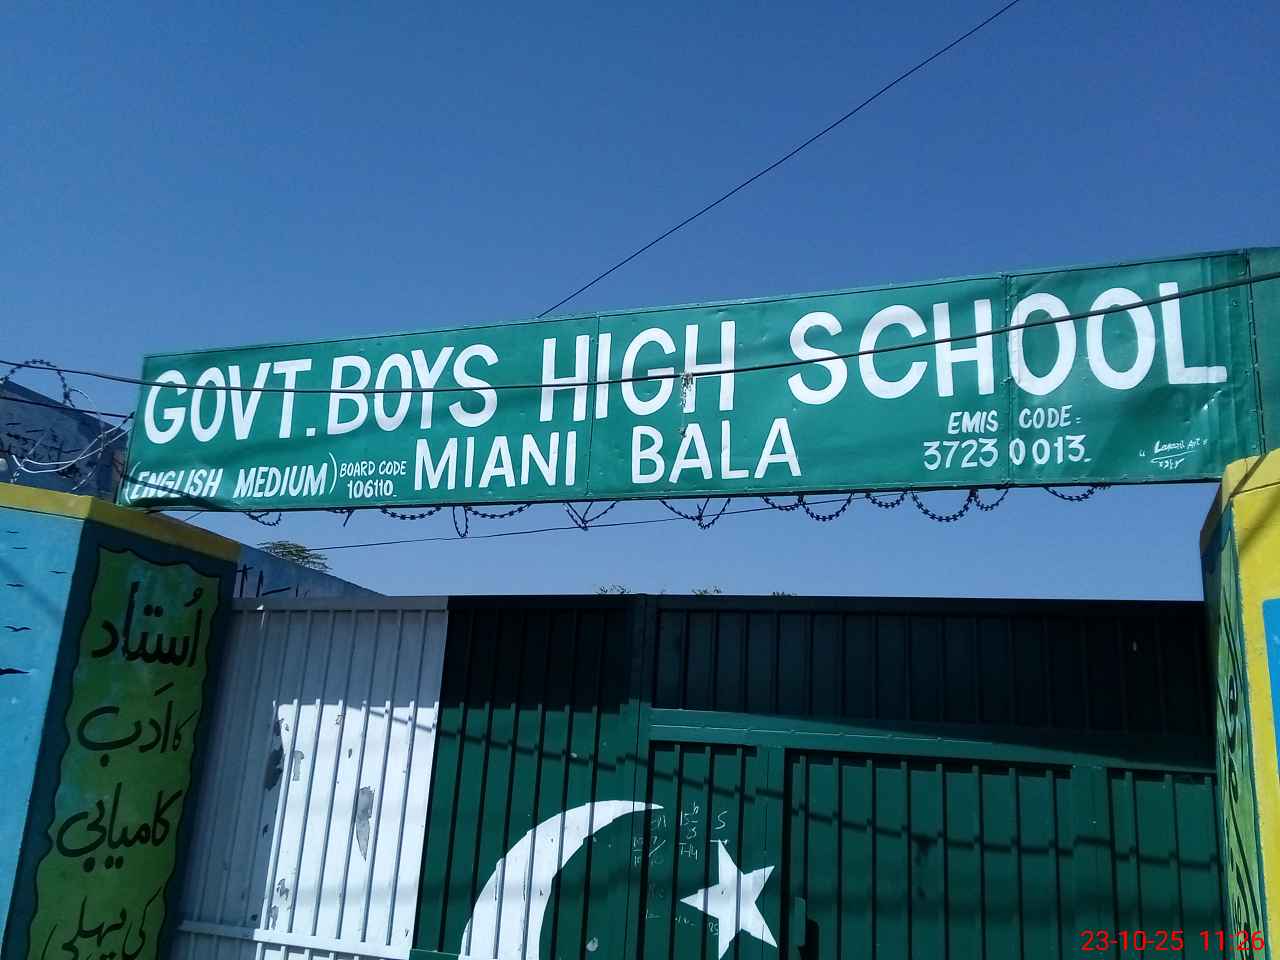 GOVT. BOYS HIGH SCHOOL
(ENGLISH MEDIUM) BOARD CODE 106110 MIANI BALA
EMIS CODE=
37230013
اُستاد
کا اَدب
کامیابی
کی پہلی
23-10-25 11:26